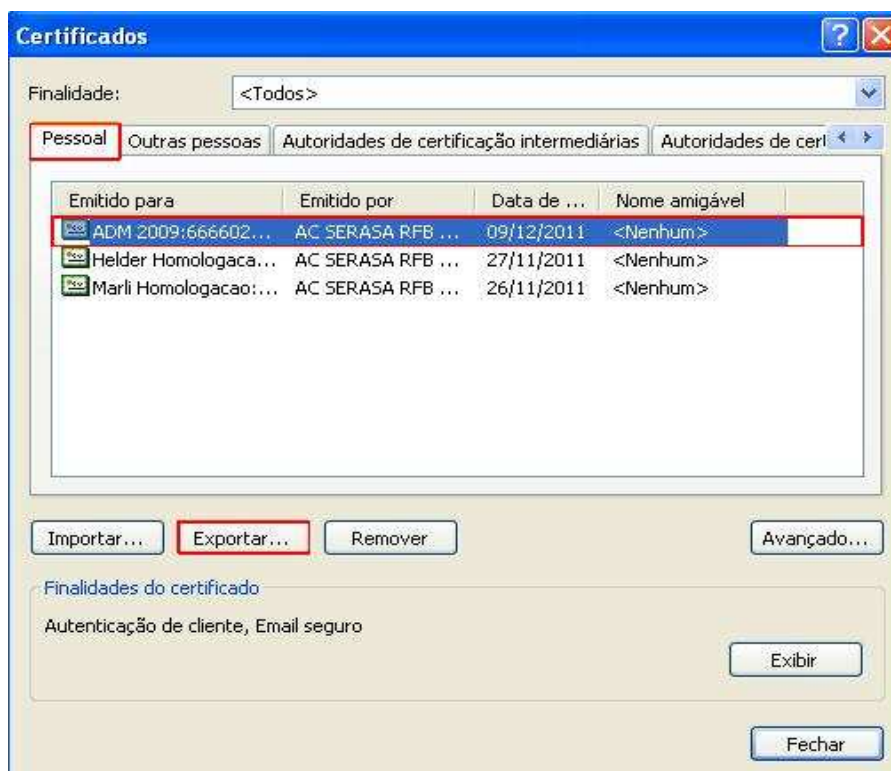 Certificados
Finalidade: <Todos>
Pessoal Outras pessoas Autoridades de certificação intermediárias Autoridades de cert
Emitido para Emitido por Data de ... Nome amigável
ADM 2009:666602... AC SERASA RFB ... 09/12/2011 <Nenhum>
Helder Homologaca... AC SERASA RFB ... 27/11/2011 <Nenhum>
Marli Homologacao:... AC SERASA RFB ... 26/11/2011 <Nenhum>
Importar... Exportar... Remover Avançado...
Finalidades do certificado
Autenticação de cliente, Email seguro
Exibir
Fechar